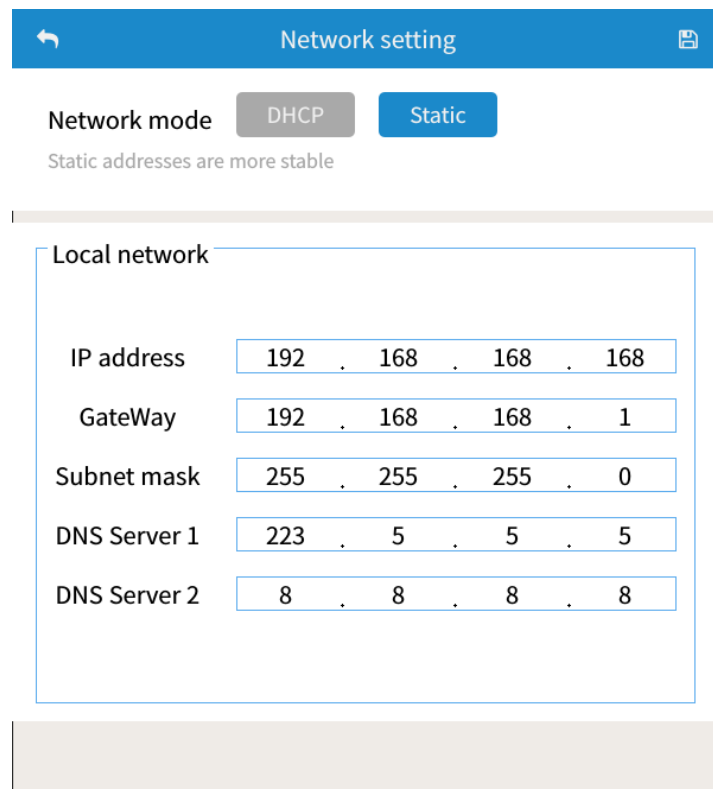 Network setting
Network mode DHCP Static
Static addresses are more stable
Local network
IP address 192 . 168 . 168 . 168
GateWay 192 . 168 . 168 . 1
Subnet mask 255 . 255 . 255 . 0
DNS Server 1 223 . 5 . 5 . 5
DNS Server 2 8 . 8 . 8 . 8